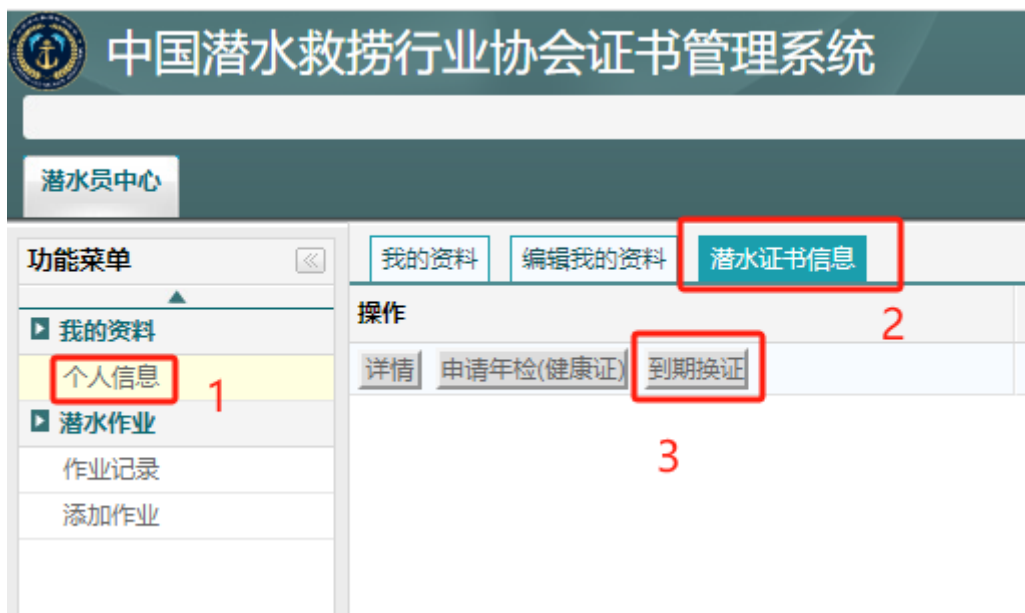 中国潜水救捞行业协会证书管理系统
潜水员中心
功能菜单
我的资料 编辑我的资料 潜水证书信息
操作
2
我的资料
详情 申请年检(健康证) 到期换证
个人信息
1
潜水作业
3
作业记录
添加作业